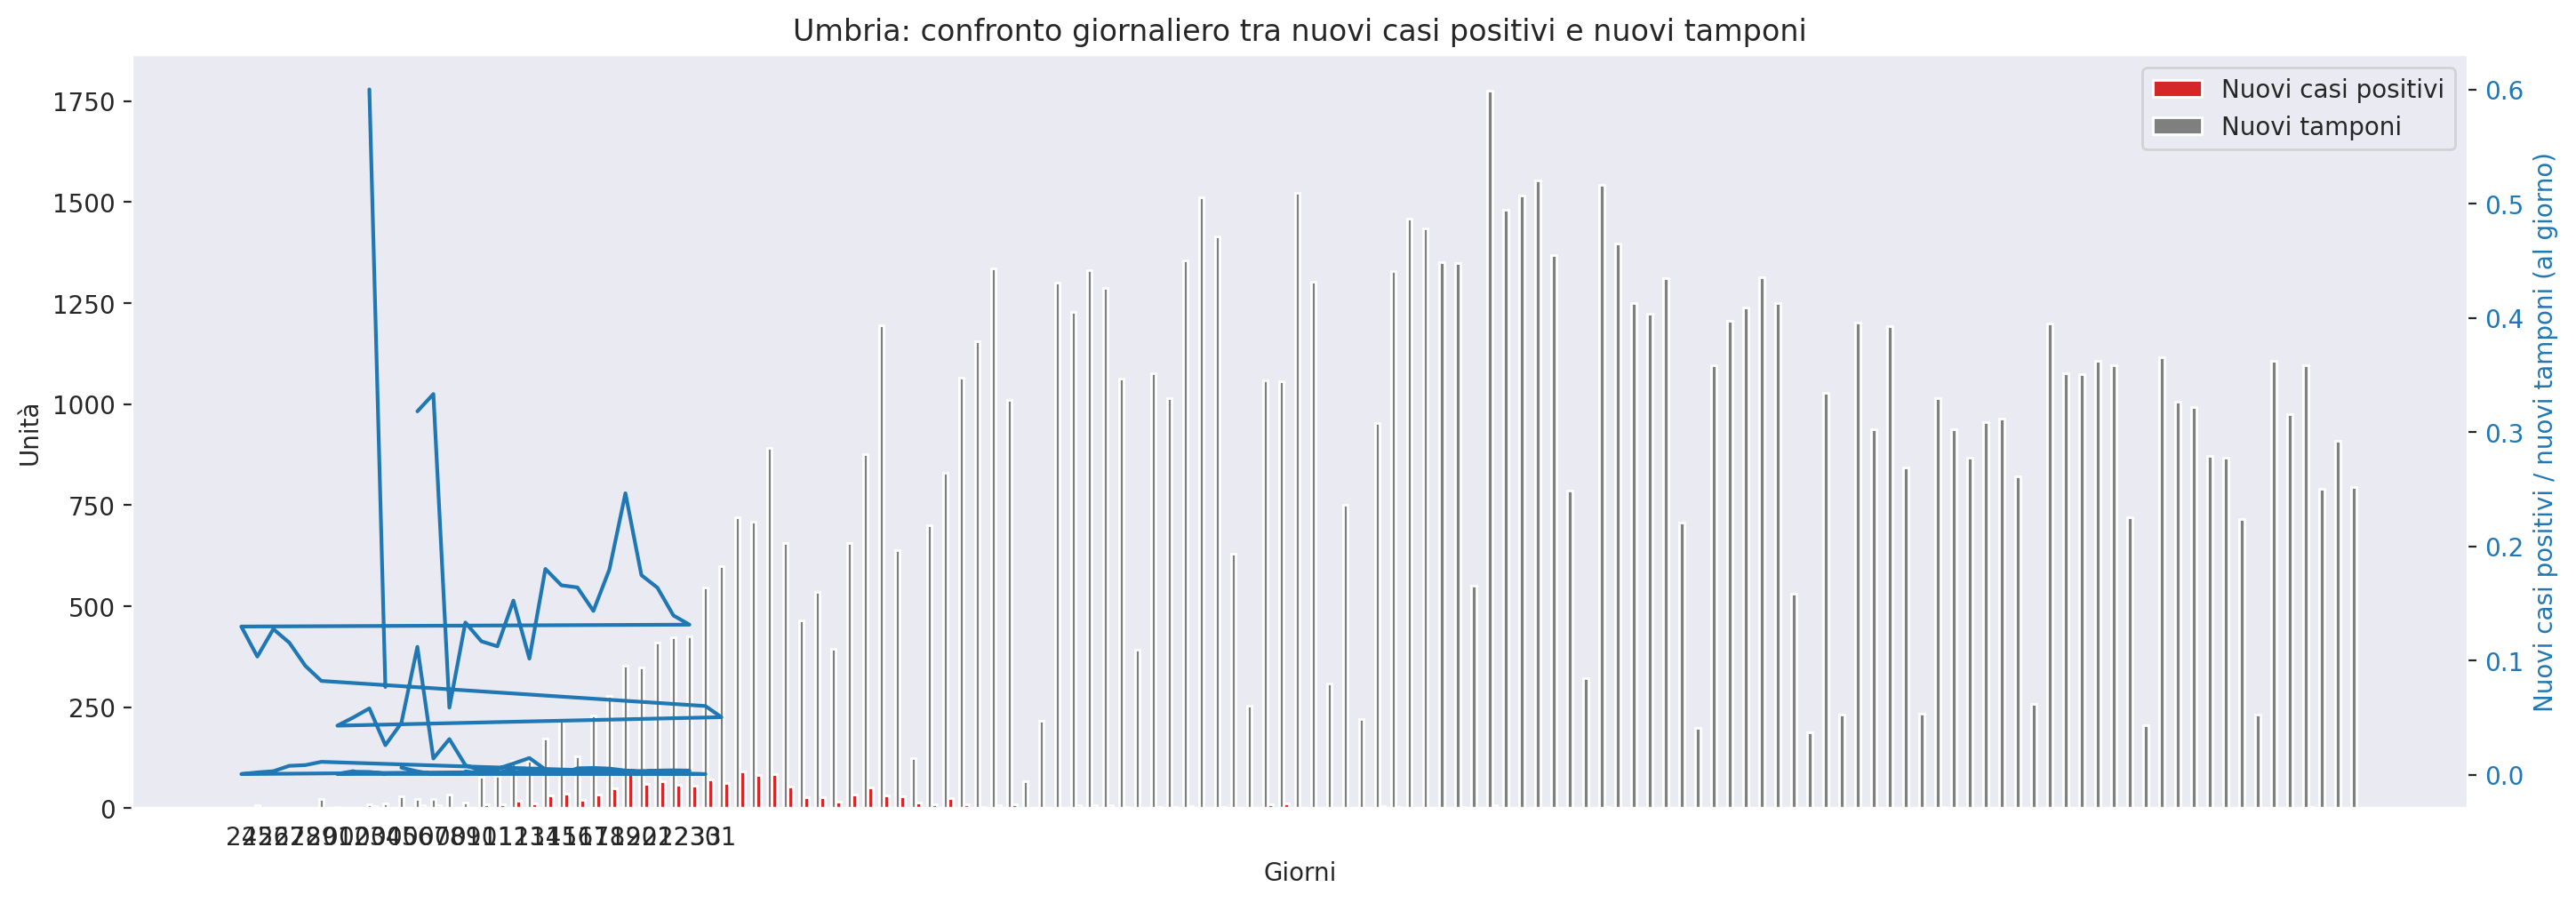 Umbria: confronto giornaliero tra nuovi casi positivi e nuovi tamponi
Nuovi casi positivi
Nuovi tamponi
Unità
1750
1500
1250
1000
750
500
250
0
0.6
0.5
0.4
0.3
0.2
0.1
0.0
Nuovi casi positivi / nuovi tamponi (al giorno)
Giorni